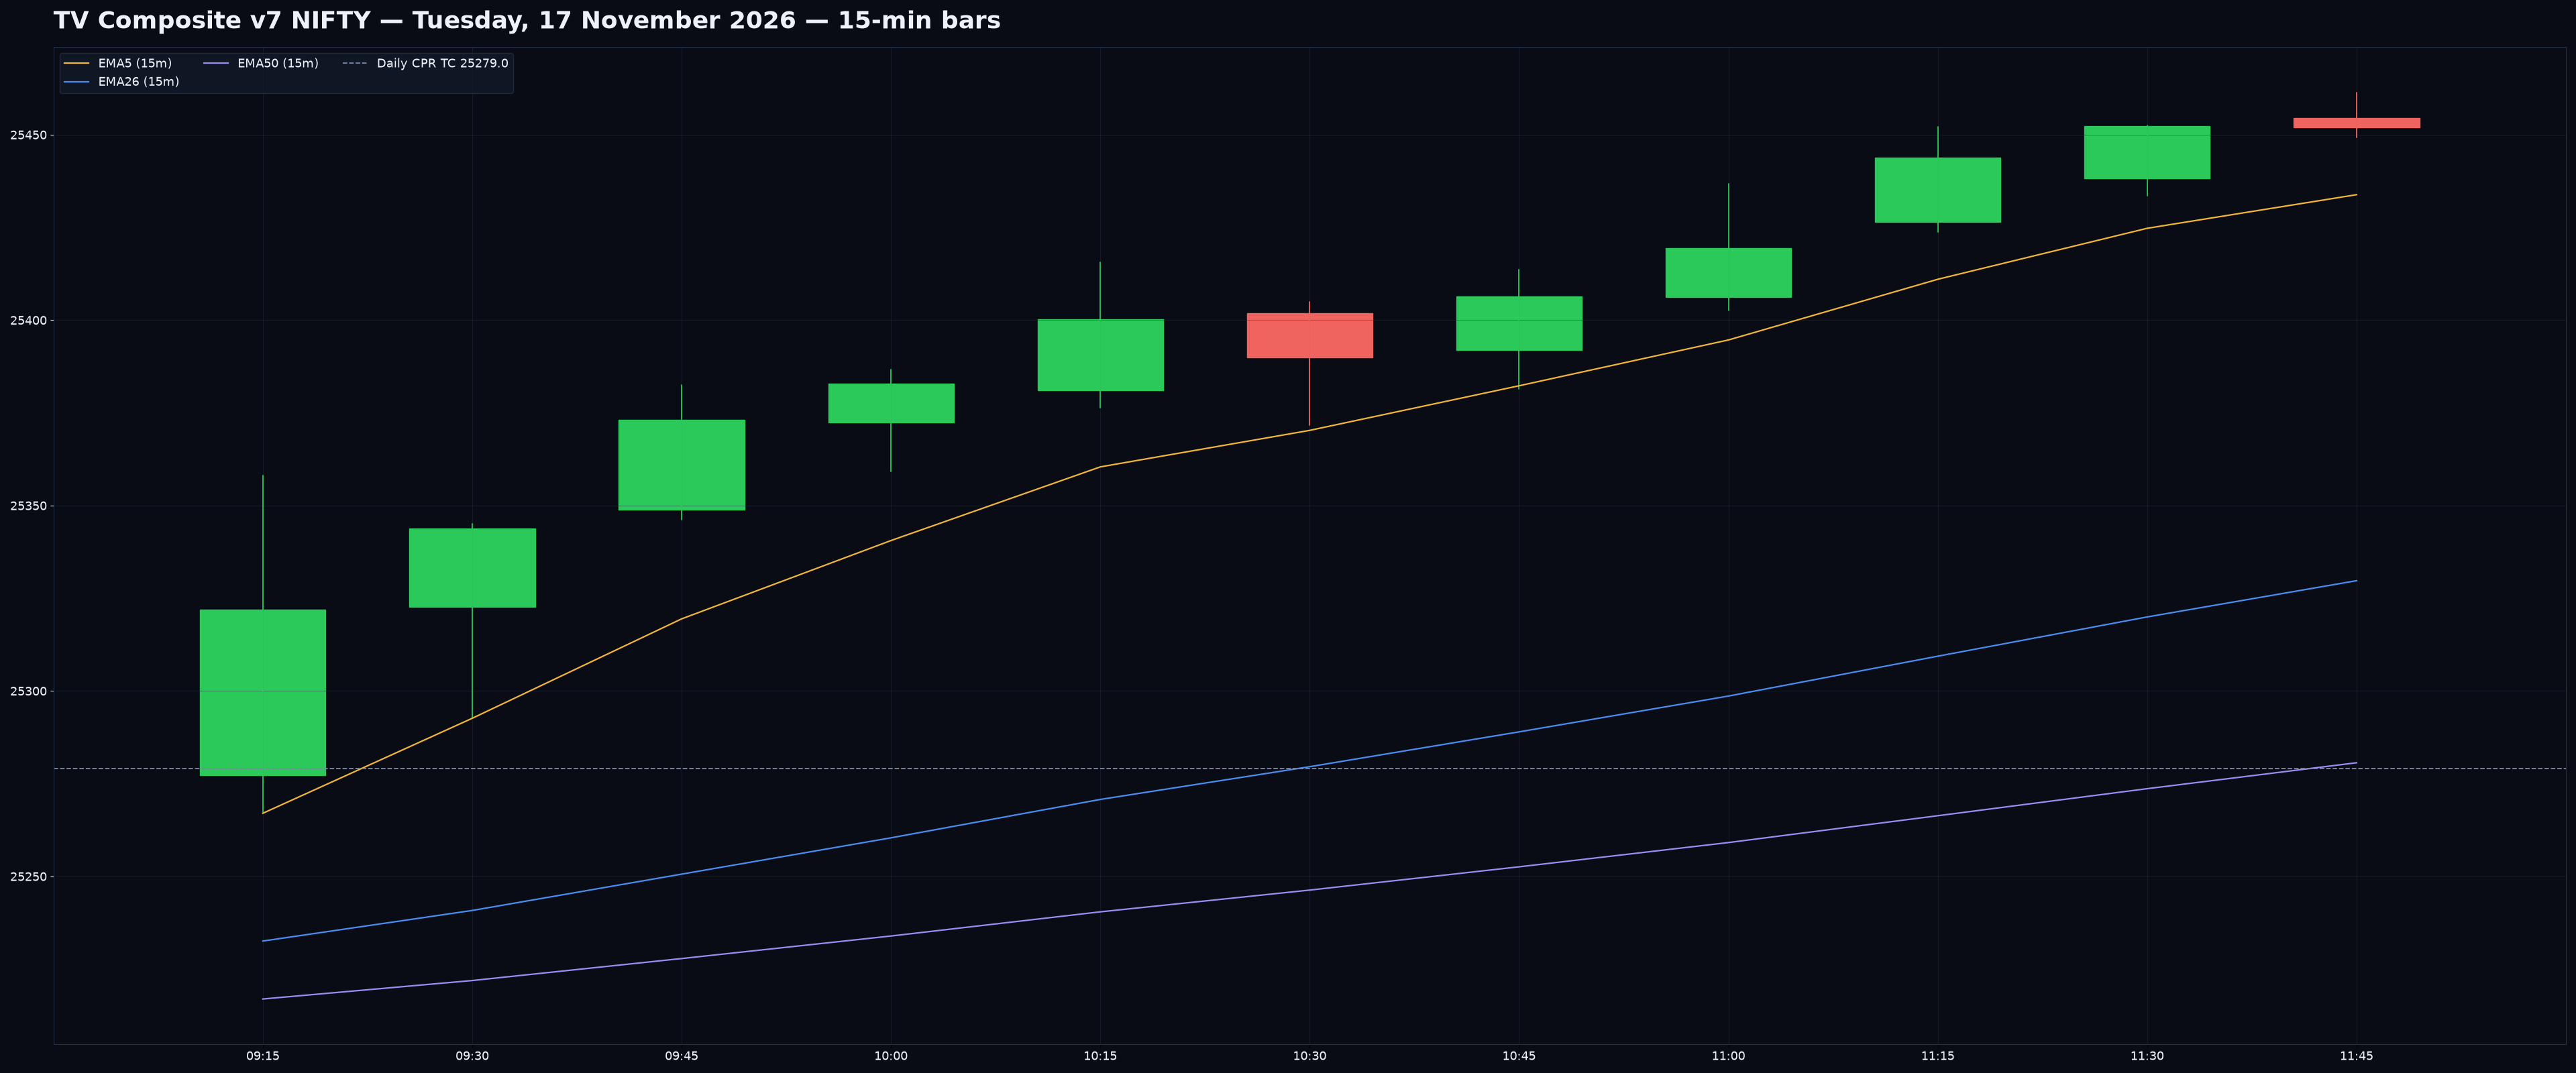 TV Composite v7 NIFTY — Tuesday, 17 November 2026 — 15-min bars
EMA5 (15m)
EMA26 (15m)
EMA50 (15m)
Daily CPR TC 25279.0
25450
25400
25350
25300
25250
09:15 09:30 09:45 10:00 10:15 10:30 10:45 11:00 11:15 11:30 11:45